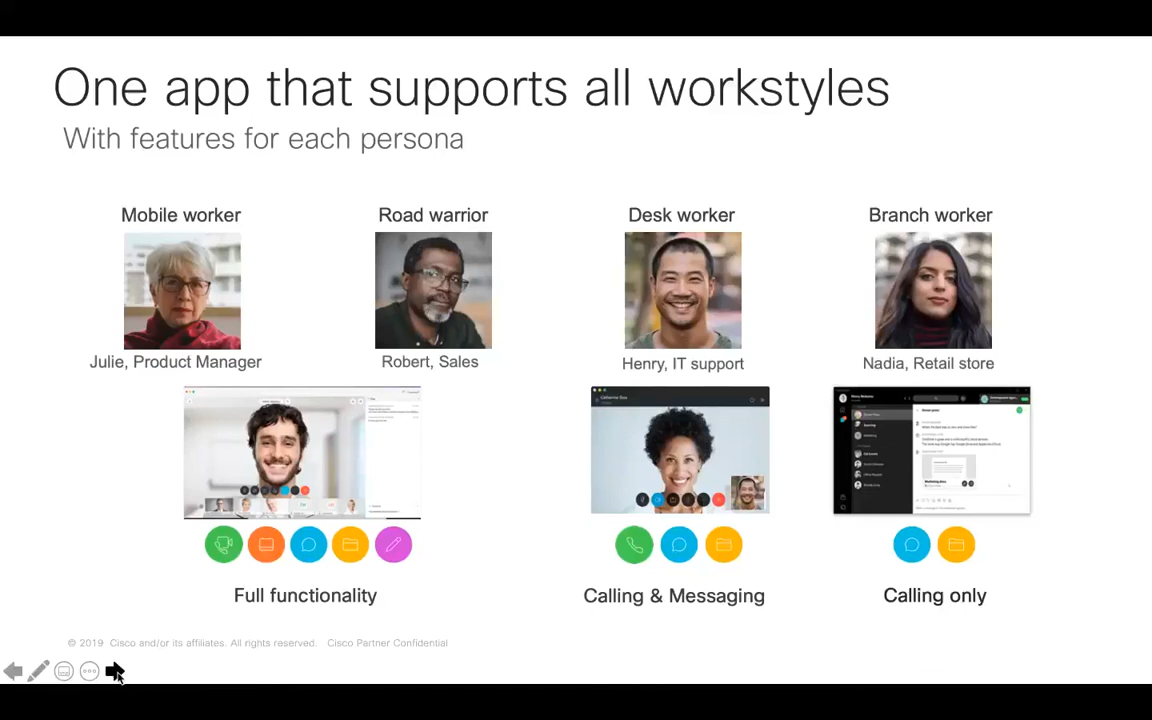 One app that supports all workstyles
With features for each persona
Mobile worker
Road warrior
Desk worker
Branch worker
Julie, Product Manager
Robert, Sales
Henry, IT support
Nadia, Retail store
Full functionality
Calling & Messaging
Calling only
© 2019 Cisco and/or its affiliates. All rights reserved. Cisco Partner Confidential